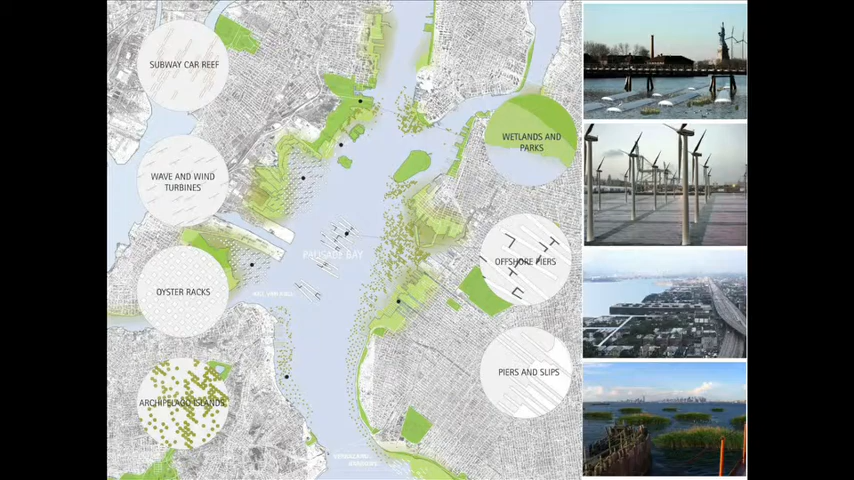 SUBWAY CAR REEF
WAVE AND WIND
TURBINES
OYSTER RACKS
ARCHIPELAGO ISLANDS
PALISADE BAY
WETLANDS AND
PARKS
OFFSHORE PIERS
PIERS AND SLIPS